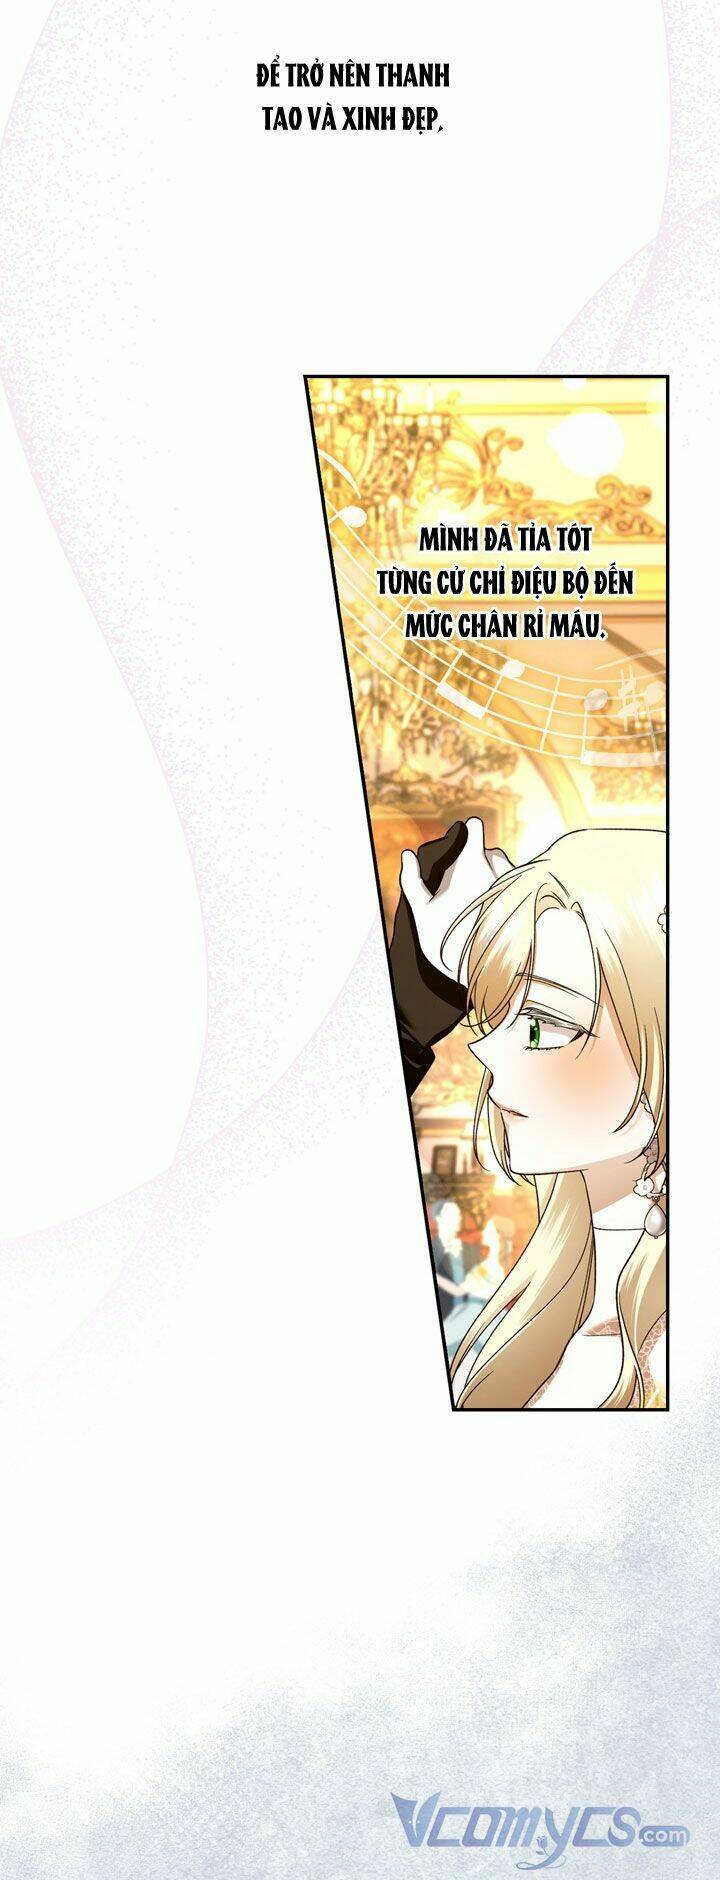 ĐỂ TRỞ NÊN THANH
TAO VÀ XINH ĐẸP,
MÌNH ĐÃ TỈA TÓT
TỪNG CỬ CHỈ ĐIỆU BỘ ĐẾN
MỨC CHÂN RỈ MÁU.
VCOMYCS.com